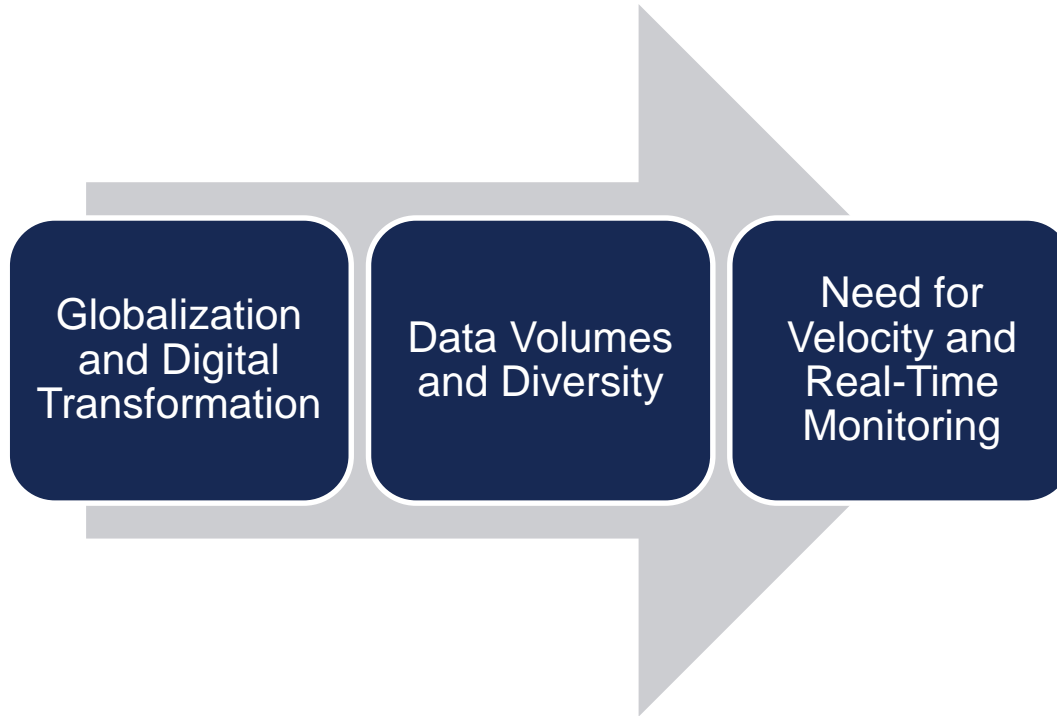 Globalization
and Digital
Transformation
Data Volumes
and Diversity
Need for
Velocity and
Real-Time
Monitoring